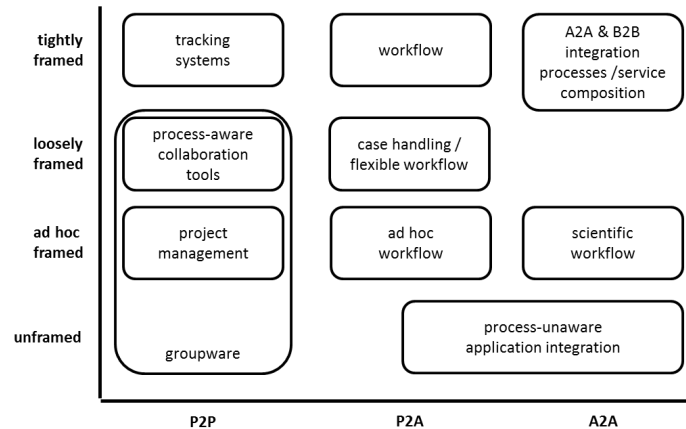 tightly
framed
tracking
systems
workflow
A2A & B2B
integration
processes /service
composition
loosely
framed
process-aware
collaboration
tools
case handling /
flexible workflow
ad hoc
framed
project
management
ad hoc
workflow
scientific
workflow
unframed
groupware
process-unaware
application integration
P2P
P2A
A2A